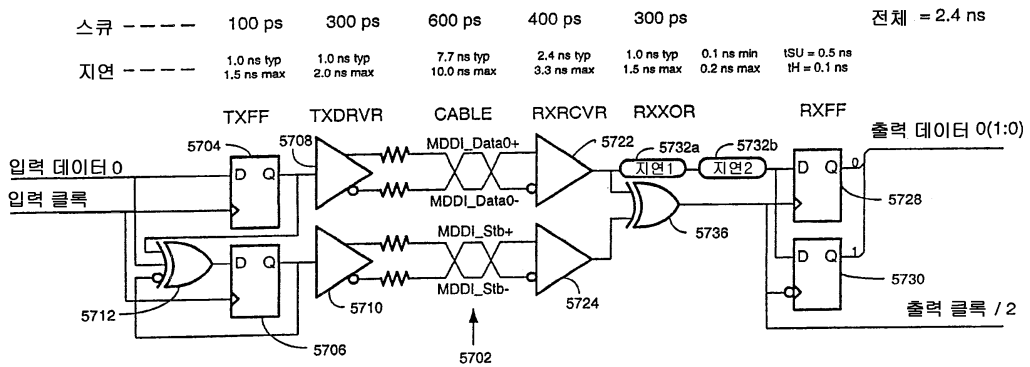 스큐 100 ps 300 ps 600 ps 400 ps 300 ps 전체 = 2.4 ns
지연 1.0 ns typ 1.0 ns typ 7.7 ns typ 2.4 ns typ 1.0 ns typ 0.1 ns min tSU = 0.5 ns
1.5 ns max 2.0 ns max 10.0 ns max 3.3 ns max 1.5 ns max 0.2 ns max tH = 0.1 ns
TXFF TXDRVR CABLE RXRCVR RXXOR RXFF
출력 데이터 0(1:0)
5704 5708 MDDI_Data0+ 5722 5732a 5732b
입력 데이터 0
지연1 지연2
D Q D Q 0
입력 클록
MDDI_Data0-
5728
5736
MDDI_Stb+
D Q D Q 1
MDDI_Stb-
5712 5710 5724 5730
출력 클록 / 2
5706 5702